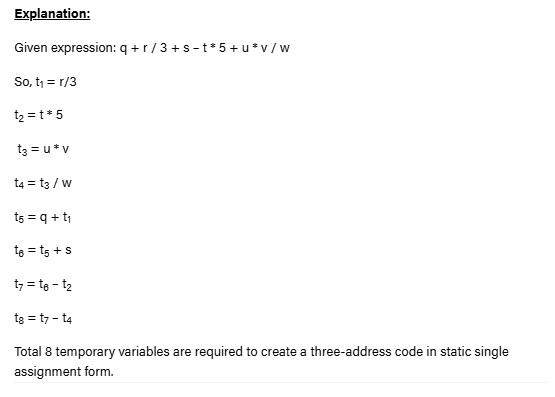 Explanation:
Given expression: q + r / 3 + s – t * 5 + u * v / w
So, t₁ = r/3
t₂ = t * 5
t₃ = u * v
t₄ = t₃ / w
t₅ = q + t₁
t₆ = t₅ + s
t₇ = t₆ – t₂
t₈ = t₇ – t₄
Total 8 temporary variables are required to create a three-address code in static single
assignment form.